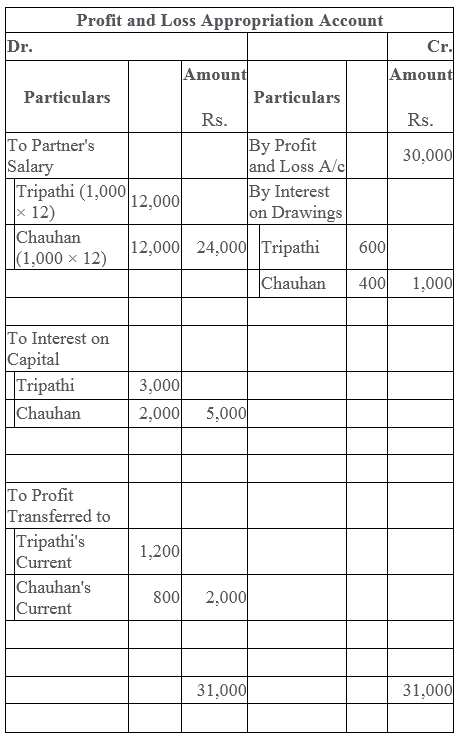 Profit and Loss Appropriation Account
Dr. Cr.
Amount Amount
Particulars Particulars
Rs. Rs.
To Partner's By Profit
Salary and Loss A/c 30,000
Tripathi (1,000 12,000 By Interest
× 12) on Drawings
Chauhan 12,000 24,000 Tripathi 600
(1,000 × 12)
Chauhan 400 1,000
To Interest on
Capital
Tripathi 3,000
Chauhan 2,000 5,000
To Profit
Transferred to
Tripathi's 1,200
Current
Chauhan's 800 2,000
Current
31,000 31,000